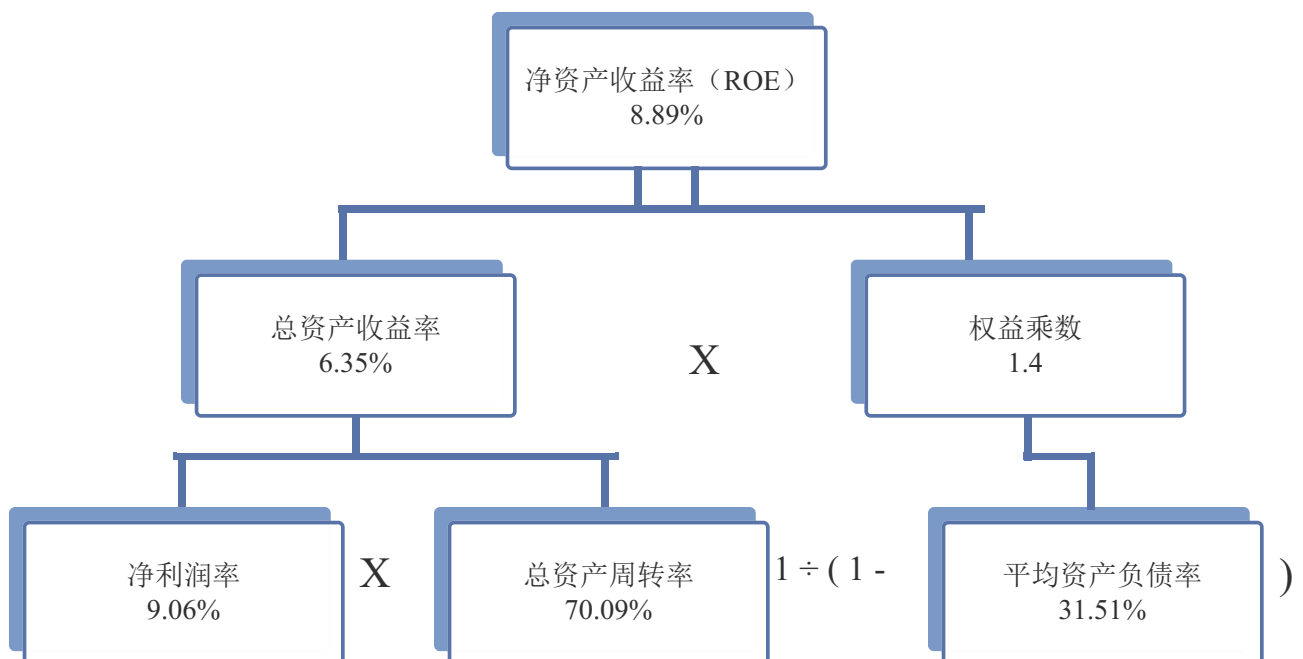 净资产收益率（ROE）
8.89%
总资产收益率
6.35%
X
权益乘数
1.4
净利润率
9.06%
X
总资产周转率
70.09%
1 ÷ ( 1 -
平均资产负债率
31.51%
)